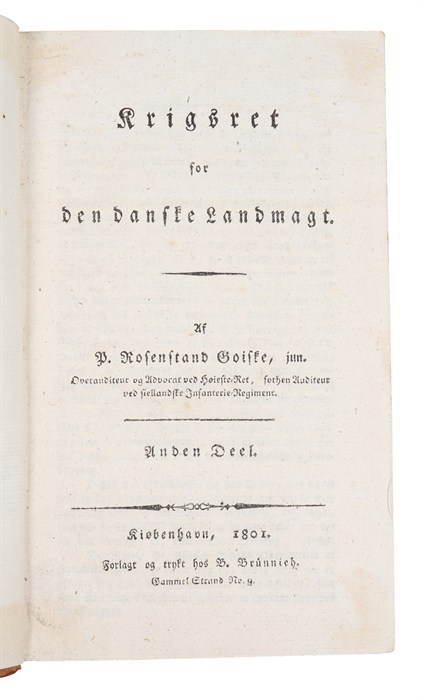 Krigsret
for
den danske Landmagt.
Af
P. Rosenstand Goiske, jun.
Overauditeur og Advocat ved Høieste-Ret, forhen Auditeur
ved siellandske Infanterie-Regiment.
Anden Deel.
Kiøbenhavn, 1801.
Forlagt og trykt hos B. Brünnich.
Gammel Strand No. 9.